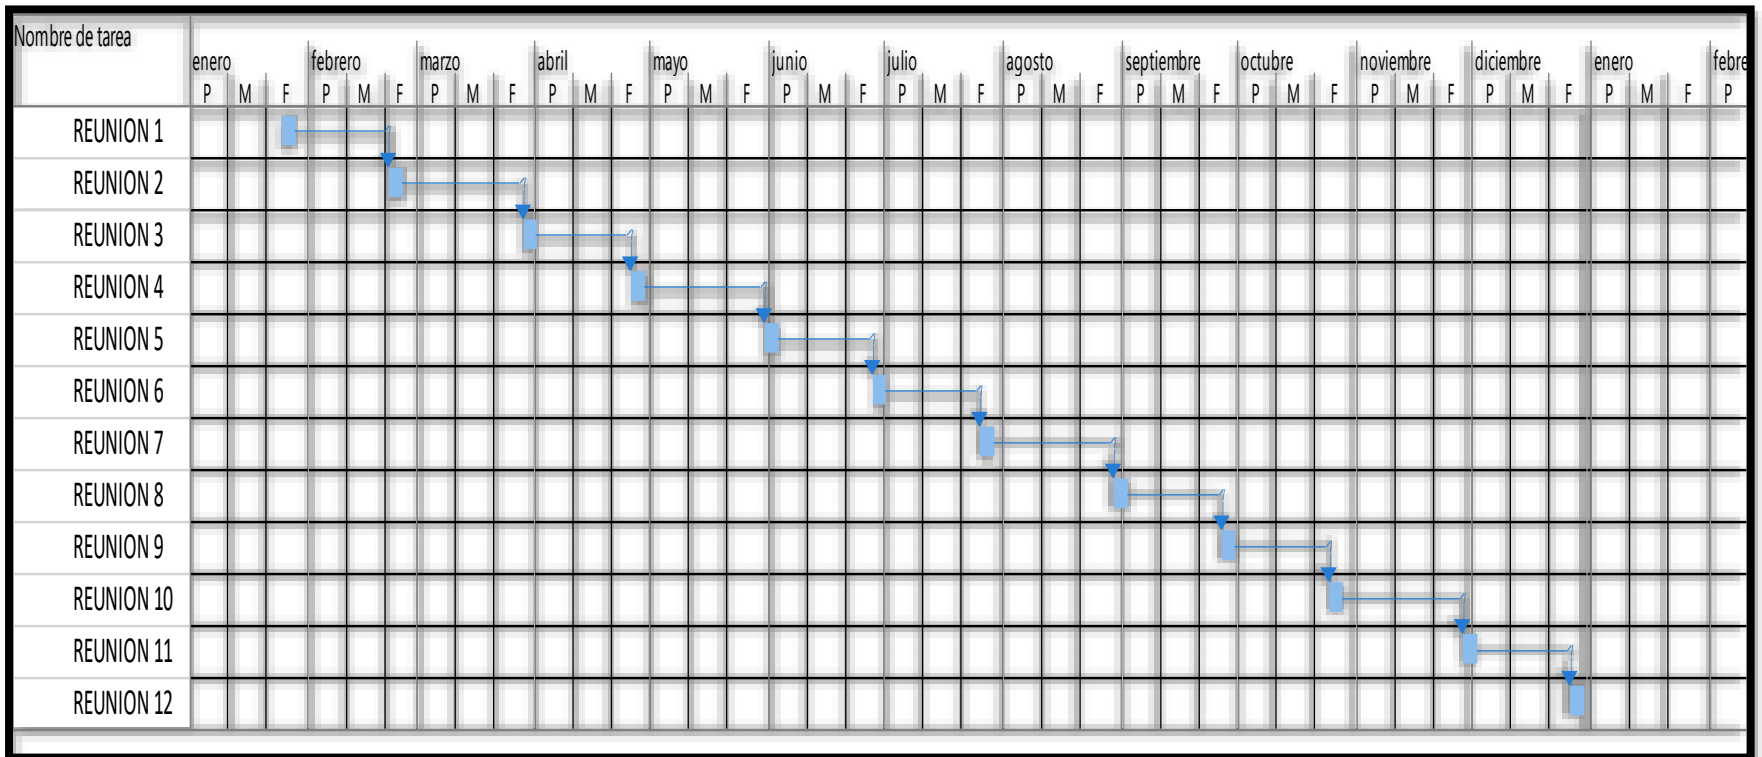 Nombre de tarea
enero febrero marzo abril mayo junio julio agosto septiembre octubre noviembre diciembre enero febre
P M F P M F P M F P M F P M F P M F P M F P M F P M F P M F P M F P M F P M F P
REUNION 1
REUNION 2
REUNION 3
REUNION 4
REUNION 5
REUNION 6
REUNION 7
REUNION 8
REUNION 9
REUNION 10
REUNION 11
REUNION 12